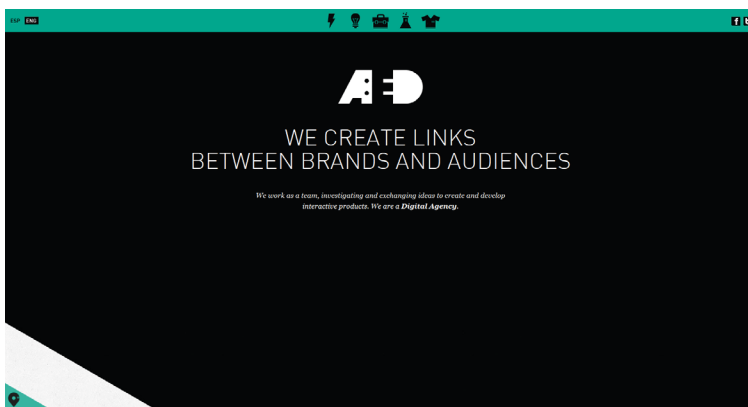 ESP ENG
AED
WE CREATE LINKS
BETWEEN BRANDS AND AUDIENCES
We work as a team, investigating and exchanging ideas to create and develop
interactive products. We are a Digital Agency.